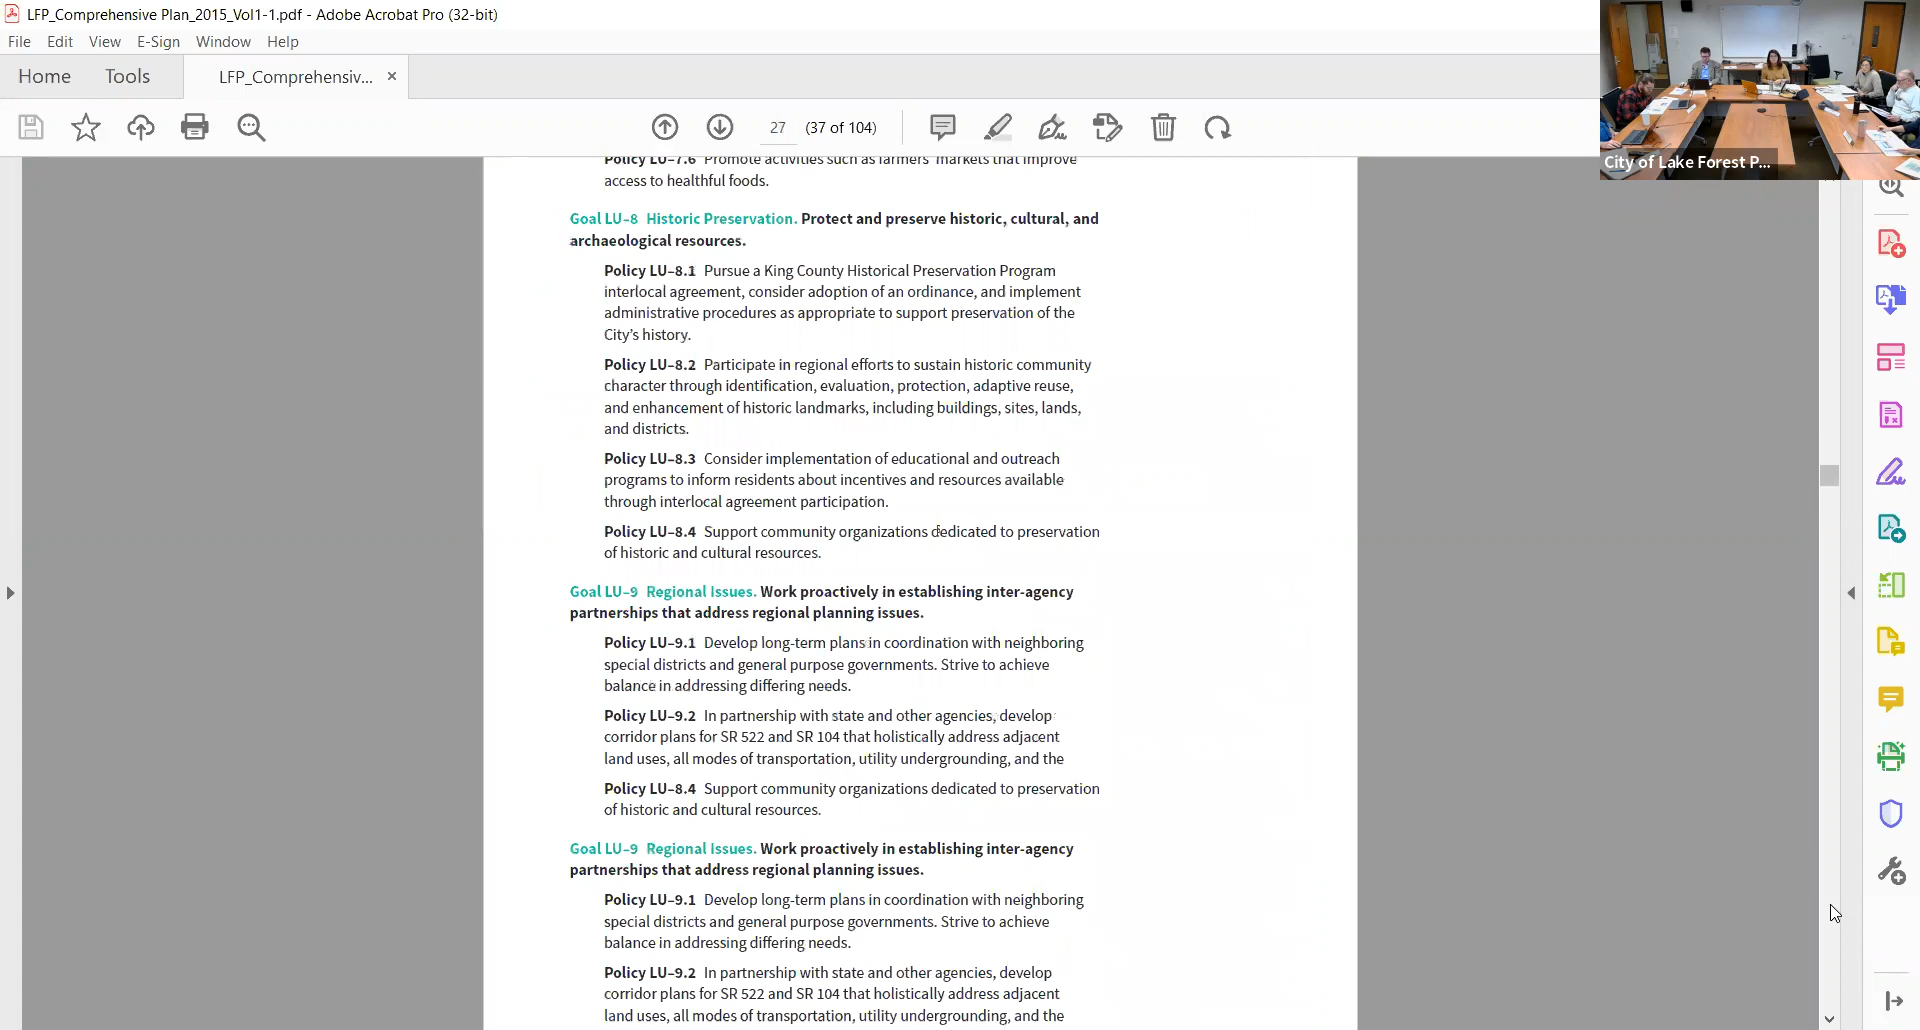 LFP_Comprehensive Plan_2015_Vol1-1.pdf - Adobe Acrobat Pro (32-bit)
File Edit View E-Sign Window Help
Home Tools LFP_Comprehensiv... ×
27 (37 of 104)
City of Lake Forest P...
Policy LU–7.6 Promote activities such as farmers' markets that improve
access to healthful foods.
Goal LU–8 Historic Preservation. Protect and preserve historic, cultural, and
archaeological resources.
Policy LU–8.1 Pursue a King County Historical Preservation Program
interlocal agreement, consider adoption of an ordinance, and implement
administrative procedures as appropriate to support preservation of the
City's history.
Policy LU–8.2 Participate in regional efforts to sustain historic community
character through identification, evaluation, protection, adaptive reuse,
and enhancement of historic landmarks, including buildings, sites, lands,
and districts.
Policy LU–8.3 Consider implementation of educational and outreach
programs to inform residents about incentives and resources available
through interlocal agreement participation.
Policy LU–8.4 Support community organizations dedicated to preservation
of historic and cultural resources.
Goal LU–9 Regional Issues. Work proactively in establishing inter-agency
partnerships that address regional planning issues.
Policy LU–9.1 Develop long-term plans in coordination with neighboring
special districts and general purpose governments. Strive to achieve
balance in addressing differing needs.
Policy LU–9.2 In partnership with state and other agencies, develop
corridor plans for SR 522 and SR 104 that holistically address adjacent
land uses, all modes of transportation, utility undergrounding, and the
Policy LU–8.4 Support community organizations dedicated to preservation
of historic and cultural resources.
Goal LU–9 Regional Issues. Work proactively in establishing inter-agency
partnerships that address regional planning issues.
Policy LU–9.1 Develop long-term plans in coordination with neighboring
special districts and general purpose governments. Strive to achieve
balance in addressing differing needs.
Policy LU–9.2 In partnership with state and other agencies, develop
corridor plans for SR 522 and SR 104 that holistically address adjacent
land uses, all modes of transportation, utility undergrounding, and the